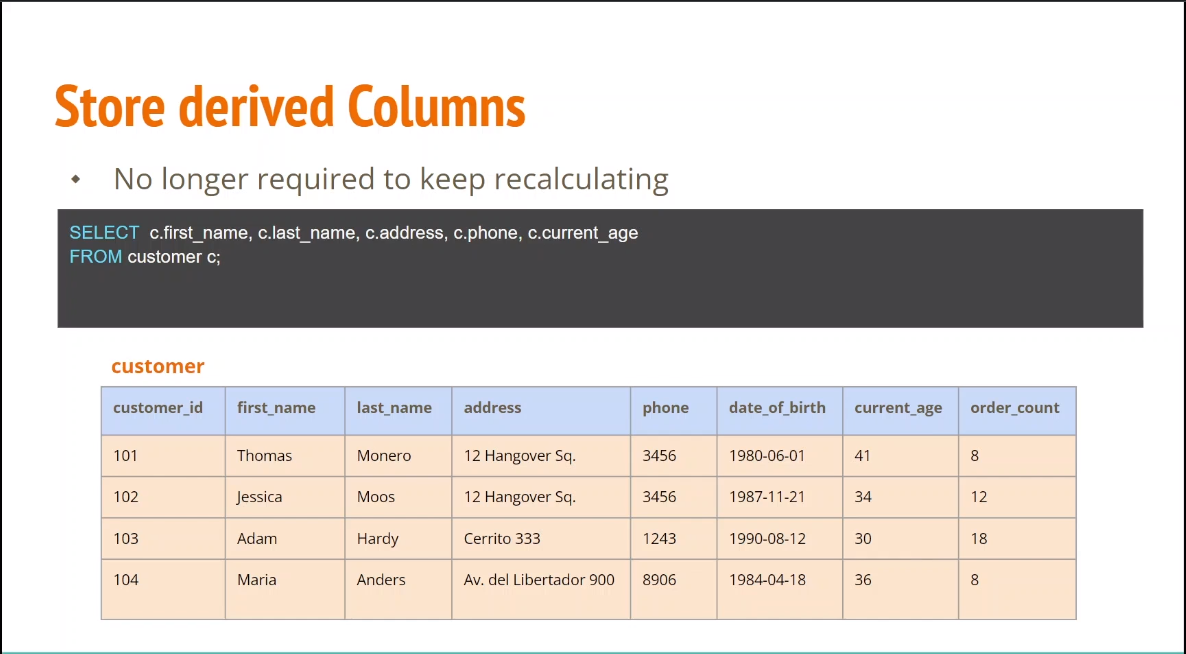 Store derived Columns
• No longer required to keep recalculating
SELECT c.first_name, c.last_name, c.address, c.phone, c.current_age
FROM customer c;
customer
customer_id first_name last_name address phone date_of_birth current_age order_count
101 Thomas Monero 12 Hangover Sq. 3456 1980-06-01 41 8
102 Jessica Moos 12 Hangover Sq. 3456 1987-11-21 34 12
103 Adam Hardy Cerrito 333 1243 1990-08-12 30 18
104 Maria Anders Av. del Libertador 900 8906 1984-04-18 36 8